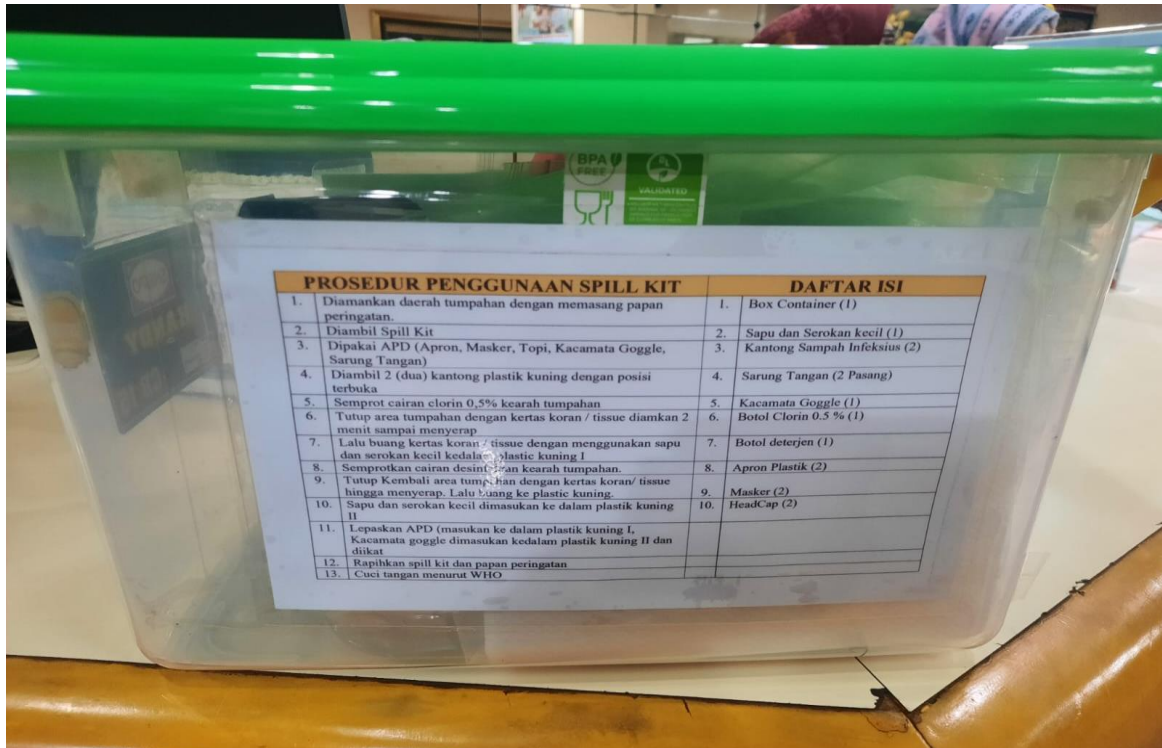 BPA
FREE
VALIDATED
PROSEDUR PENGGUNAAN SPILL KIT
1. Diamankan daerah tumpahan dengan memasang papan
peringatan.
2. Diambil Spill Kit
3. Dipakai APD (Apron, Masker, Topi, Kacamata Goggle,
Sarung Tangan)
4. Diambil 2 (dua) kantong plastik kuning dengan posisi
terbuka
5. Semprot cairan clorin 0,5% kearah tumpahan
6. Tutup area tumpahan dengan kertas koran / tissue diamkan 2
menit sampai menyerap
7. Lalu buang kertas koran / tissue dengan menggunakan sapu
dan serokan kecil kedalam plastic kuning I
8. Semprotkan cairan desinfektan kearah tumpahan.
9. Tutup Kembali area tumpahan dengan kertas koran/ tissue
hingga menyerap. Lalu buang ke plastic kuning.
10. Sapu dan serokan kecil dimasukan ke dalam plastik kuning
II
11. Lepaskan APD (masukan ke dalam plastik kuning I,
Kacamata goggle dimasukan kedalam plastik kuning II dan
diikat
12. Rapihkan spill kit dan papan peringatan
13. Cuci tangan menurut WHO
DAFTAR ISI
1. Box Container (1)
2. Sapu dan Serokan kecil (1)
3. Kantong Sampah Infeksius (2)
4. Sarung Tangan (2 Pasang)
5. Kacamata Goggle (1)
6. Botol Clorin 0.5 % (1)
7. Botol deterjen (1)
8. Apron Plastik (2)
9. Masker (2)
10. HeadCap (2)